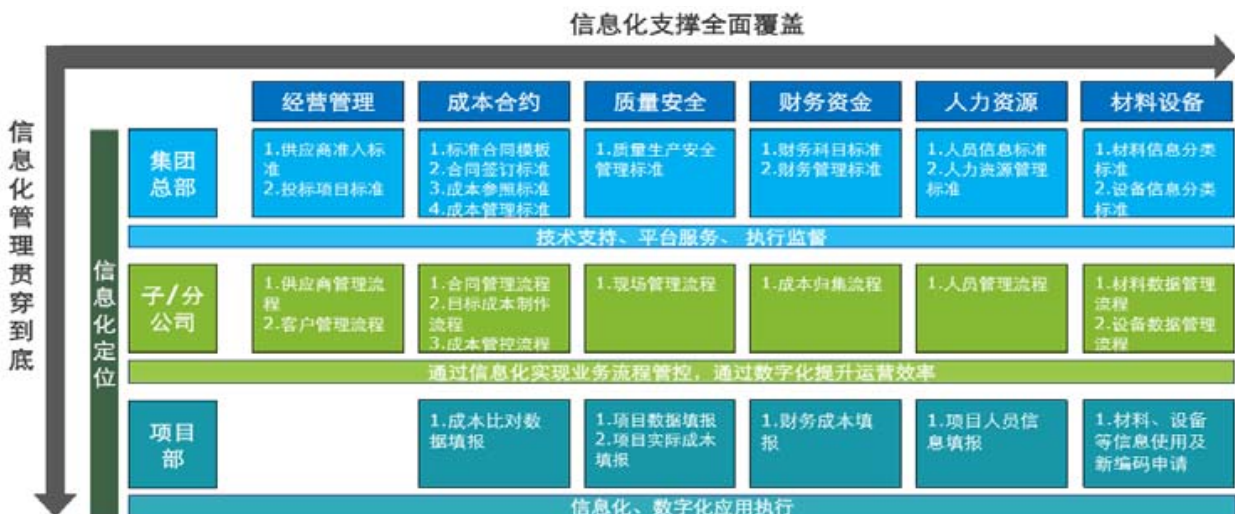 信息化支撑全面覆盖
信息化管理贯穿到底
信息化定位
经营管理
成本合约
质量安全
财务资金
人力资源
材料设备
集团
总部
1.供应商准入标
准
2.投标项目标准
1.标准合同模板
2.合同签订标准
3.成本参照标准
4.成本管理标准
1.质量生产安全
管理标准
1.财务科目标准
2.财务管理标准
1.人员信息标准
2.人力资源管理
标准
1.材料信息分类
标准
2.设备信息分类
标准
技术支持、平台服务、 执行监督
子/分
公司
1.供应商管理流
程
2.客户管理流程
1.合同管理流程
2.目标成本制作
流程
3.成本管控流程
1.现场管理流程
1.成本归集流程
1.人员管理流程
1.材料数据管理
流程
2.设备数据管理
流程
通过信息化实现业务流程管控，通过数字化提升运营效率
项目
部
1.成本比对数
据填报
1.项目数据填报
2.项目实际成本
填报
1.财务成本填
报
1.项目人员信
息填报
1.材料、设备
等信息使用及
新编码申请
信息化、数字化应用执行